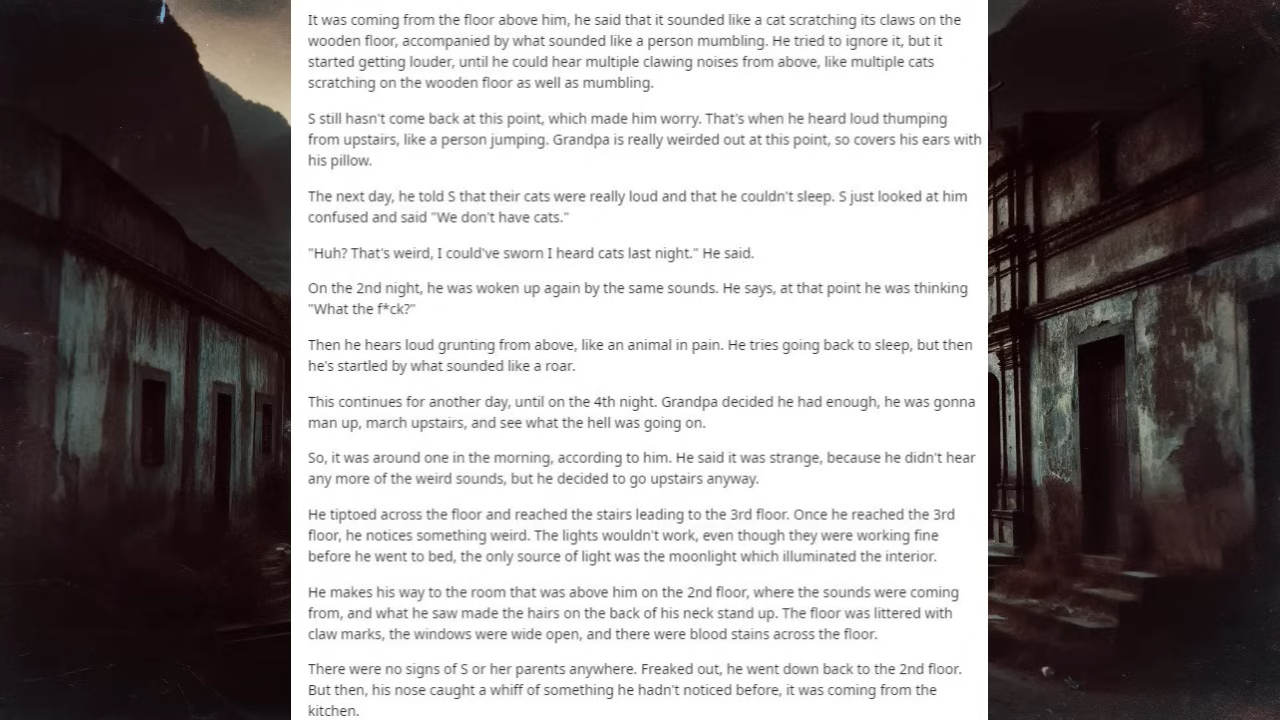 It was coming from the floor above him, he said that it sounded like a cat scratching its claws on the
wooden floor, accompanied by what sounded like a person mumbling. He tried to ignore it, but it
started getting louder, until he could hear multiple clawing noises from above, like multiple cats
scratching on the wooden floor as well as mumbling.
S still hasn't come back at this point, which made him worry. That's when he heard loud thumping
from upstairs, like a person jumping. Grandpa is really weirded out at this point, so covers his ears with
his pillow.
The next day, he told S that their cats were really loud and that he couldn't sleep. S just looked at him
confused and said "We don't have cats."
"Huh? That's weird, I could've sworn I heard cats last night." He said.
On the 2nd night, he was woken up again by the same sounds. He says, at that point he was thinking
"What the f*ck?"
Then he hears loud grunting from above, like an animal in pain. He tries going back to sleep, but then
he's startled by what sounded like a roar.
This continues for another day, until on the 4th night. Grandpa decided he had enough, he was gonna
man up, march upstairs, and see what the hell was going on.
So, it was around one in the morning, according to him. He said it was strange, because he didn't hear
any more of the weird sounds, but he decided to go upstairs anyway.
He tiptoed across the floor and reached the stairs leading to the 3rd floor. Once he reached the 3rd
floor, he notices something weird. The lights wouldn't work, even though they were working fine
before he went to bed, the only source of light was the moonlight which illuminated the interior.
He makes his way to the room that was above him on the 2nd floor, where the sounds were coming
from, and what he saw made the hairs on the back of his neck stand up. The floor was littered with
claw marks, the windows were wide open, and there were blood stains across the floor.
There were no signs of S or her parents anywhere. Freaked out, he went down back to the 2nd floor.
But then, his nose caught a whiff of something he hadn't noticed before, it was coming from the
kitchen.